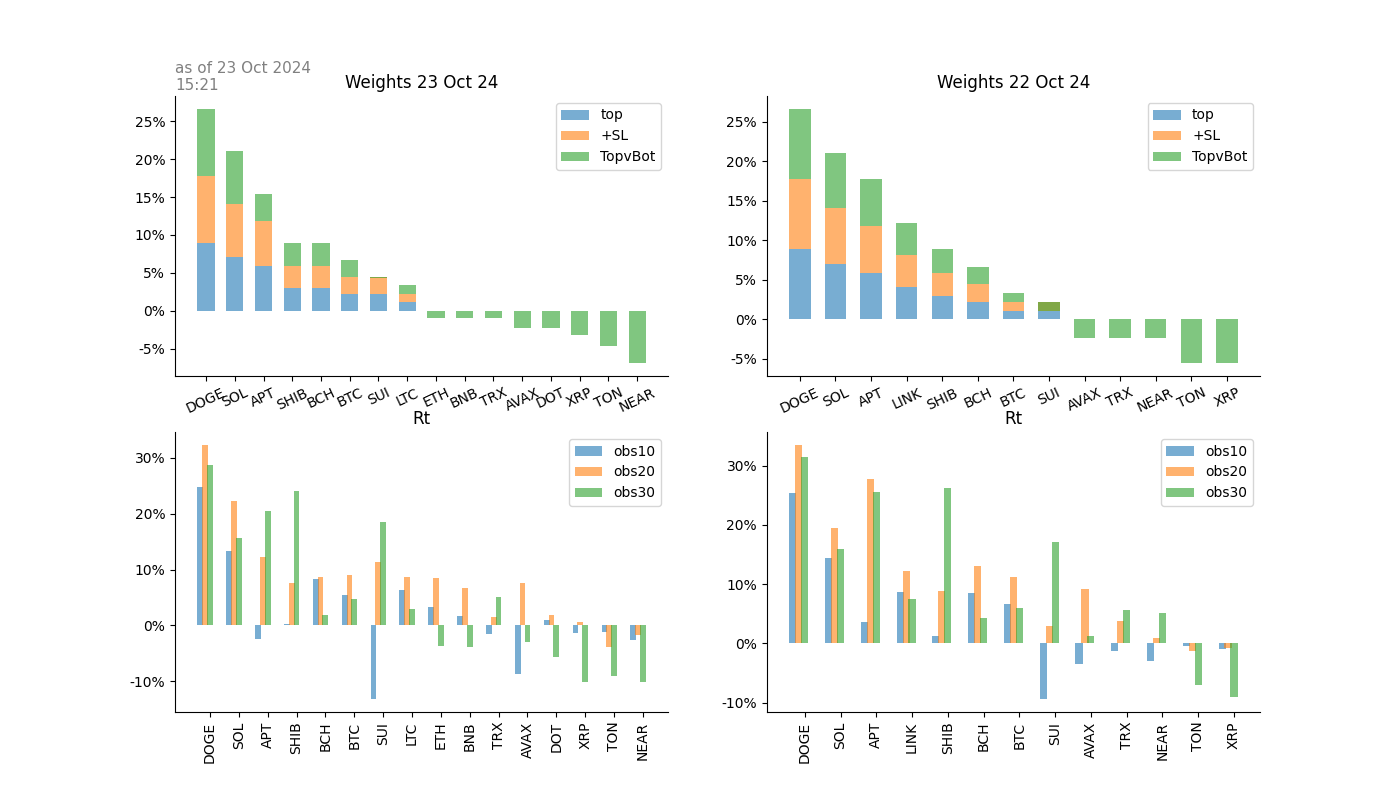 as of 23 Oct 2024
15:21
Weights 23 Oct 24
25%
20%
15%
10%
5%
0%
-5%
top
+SL
TopvBot
DOGE SOL APT SHIB BCH BTC SUI LTC ETH BNB TRX AVAX DOT XRP TON NEAR
Weights 22 Oct 24
25%
20%
15%
10%
5%
0%
-5%
top
+SL
TopvBot
DOGE SOL APT LINK SHIB BCH BTC SUI AVAX TRX NEAR TON XRP
Rt
30%
20%
10%
0%
-10%
obs10
obs20
obs30
DOGE SOL APT SHIB BCH BTC SUI LTC ETH BNB TRX AVAX DOT XRP TON NEAR
Rt
30%
20%
10%
0%
-10%
obs10
obs20
obs30
DOGE SOL APT LINK SHIB BCH BTC SUI AVAX TRX NEAR TON XRP